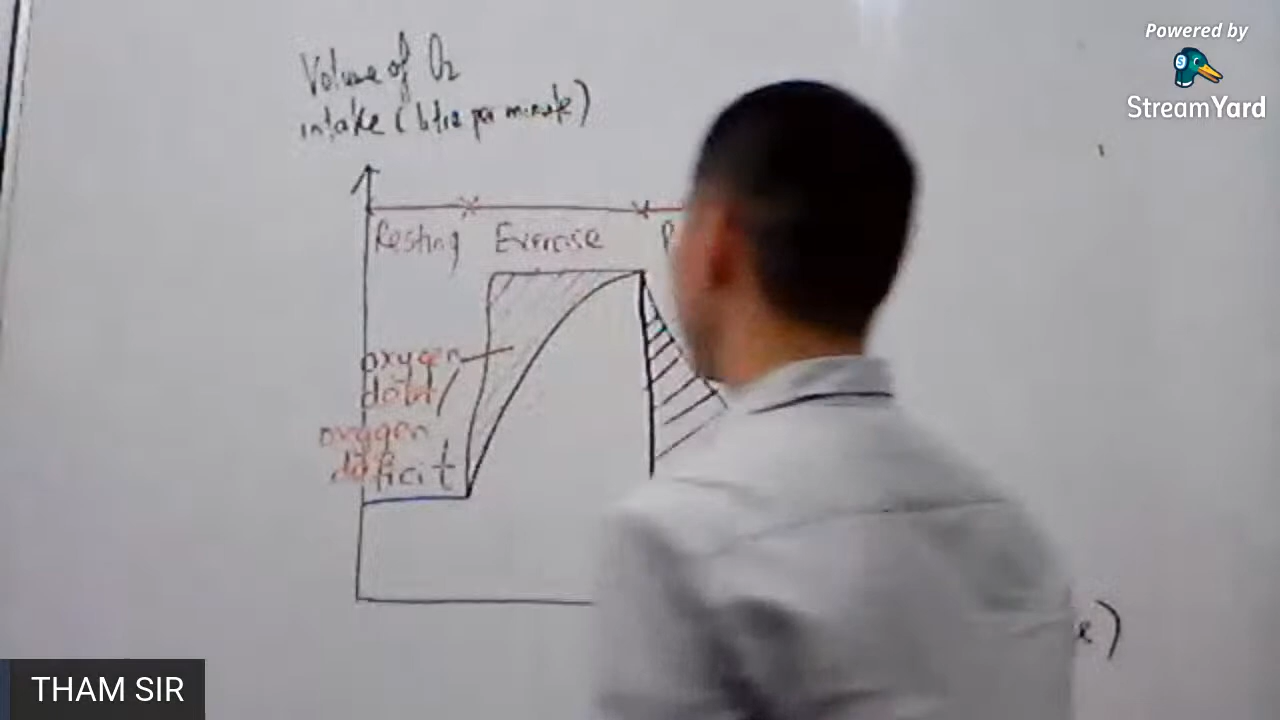 Volume of O2
intake (litre per minute)
Resting Exercise
oxygen
debt/
oxygen
deficit
Powered by
StreamYard
THAM SIR